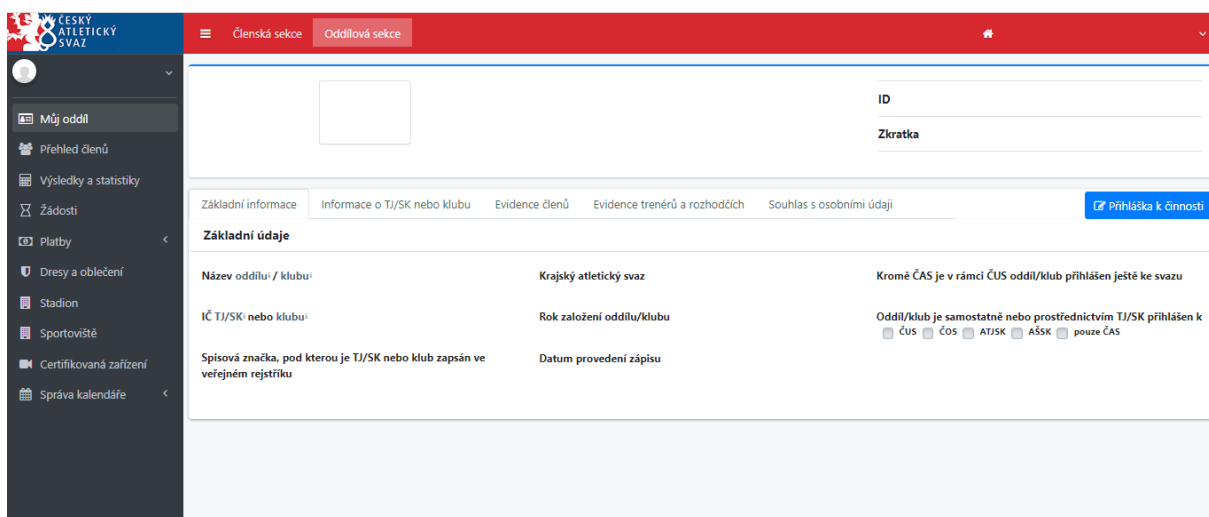 ČESKÝ
ATLETICKÝ
SVAZ
Členská sekce
Oddílová sekce
Můj oddíl
Přehled členů
Výsledky a statistiky
Žádosti
Platby
Dresy a oblečení
Stadion
Sportoviště
Certifikovaná zařízení
Správa kalendáře
ID
Zkratka
Základní informace
Informace o TJ/SK nebo klubu
Evidence členů
Evidence trenérů a rozhodčích
Souhlas s osobními údaji
Přihláška k činnosti
Základní údaje
Název oddíluⁱ / klubuⁱ
Krajský atletický svaz
Kromě ČAS je v rámci ČUS oddíl/klub přihlášen ještě ke svazu
IČ TJ/SKⁱ nebo klubuⁱ
Rok založení oddílu/klubu
Oddíl/klub je samostatně nebo prostřednictvím TJ/SK přihlášen k
ČUS ČOS ATJSK AŠSK pouze ČAS
Spisová značka, pod kterou je TJ/SK nebo klub zapsán ve
veřejném rejstříku
Datum provedení zápisu